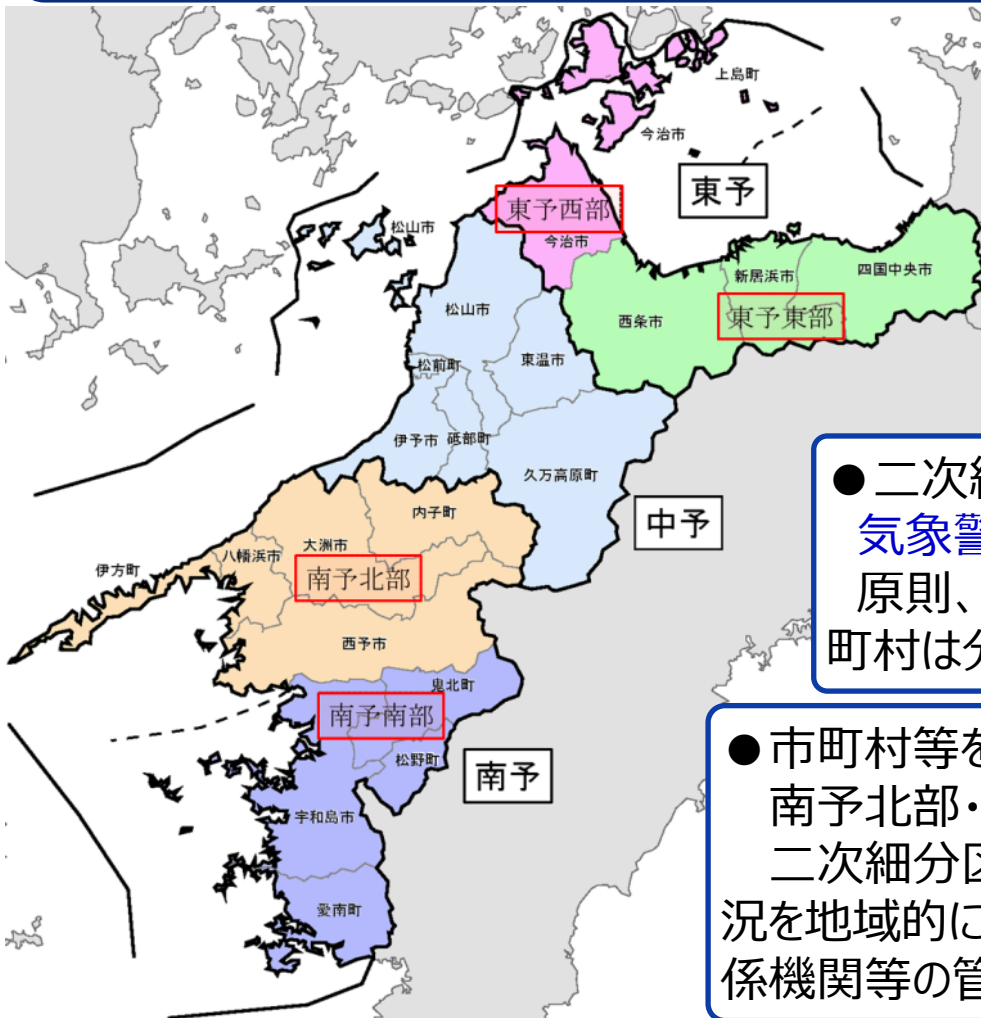 上島町
今治市
東予
東予西部
今治市
松山市
新居浜市
四国中央市
松山市
西条市
東予東部
東温市
松前町
伊予市
砥部町
久万高原町
中予
内子町
大洲市
八幡浜市
伊方町
南予北部
西予市
鬼北町
南予南部
松野町
南予
宇和島市
愛南町
●二次
気象警
原則、
町村は
●市町村等を
南予北部・
二次細分区
況を地域的に
係機関等の管